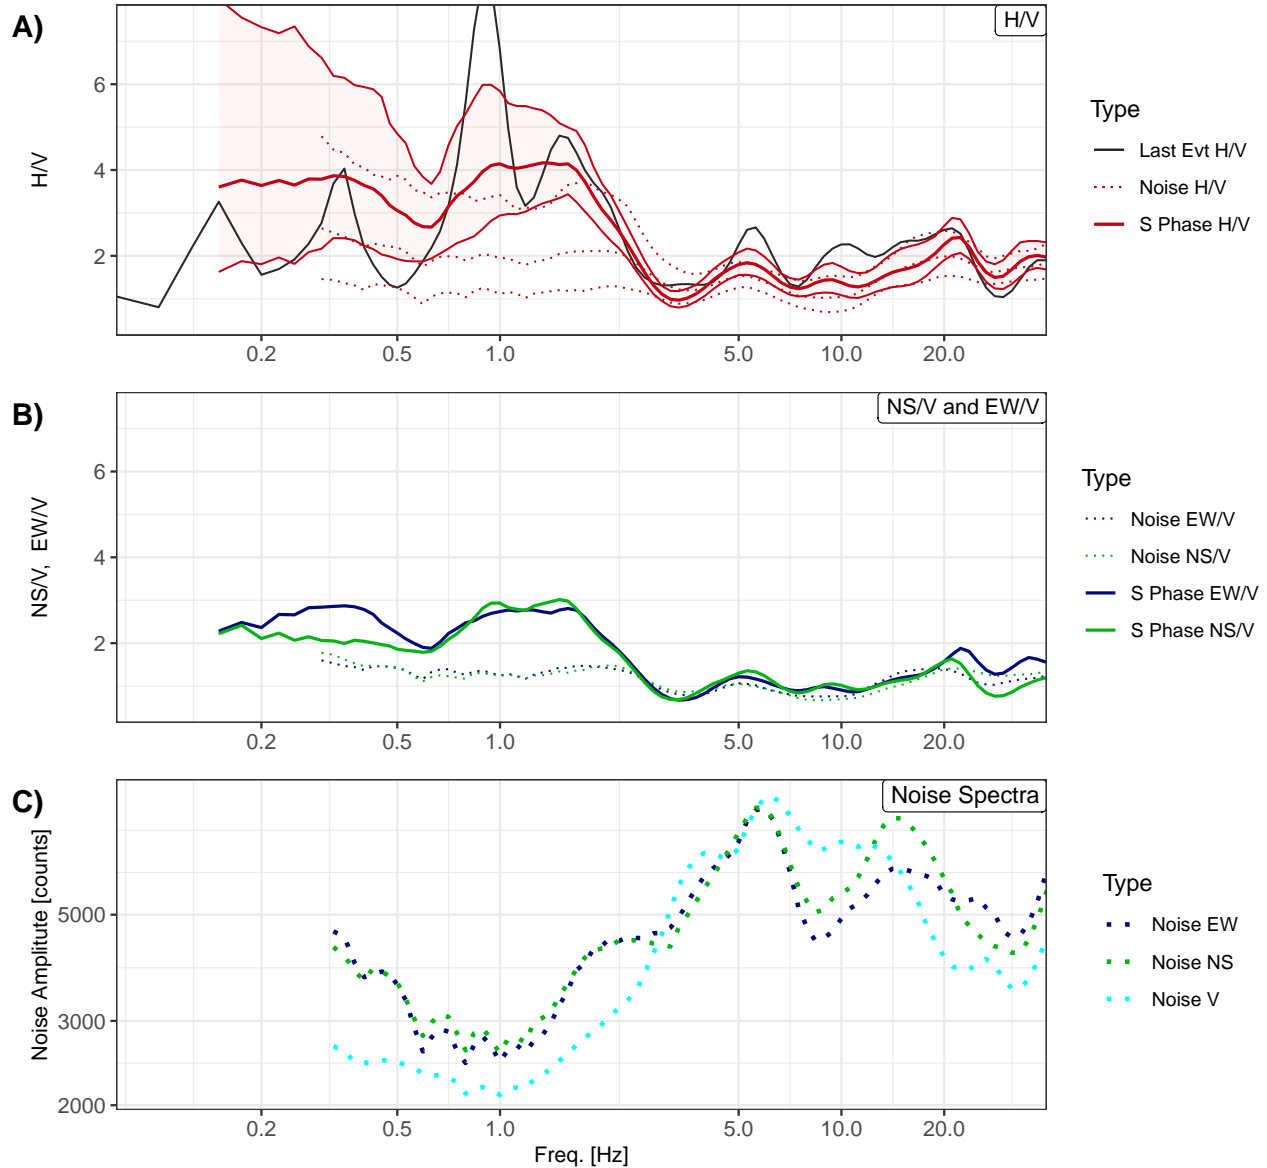 A)
H/V
6
4
2
H/V
0.2 0.5 1.0 5.0 10.0 20.0
Type
Last Evt H/V
Noise H/V
S Phase H/V
B)
NS/V and EW/V
6
4
2
NS/V, EW/V
0.2 0.5 1.0 5.0 10.0 20.0
Type
Noise EW/V
Noise NS/V
S Phase EW/V
S Phase NS/V
C)
Noise Spectra
5000
3000
2000
Noise Amplitute [counts]
0.2 0.5 1.0 5.0 10.0 20.0
Freq. [Hz]
Type
Noise EW
Noise NS
Noise V